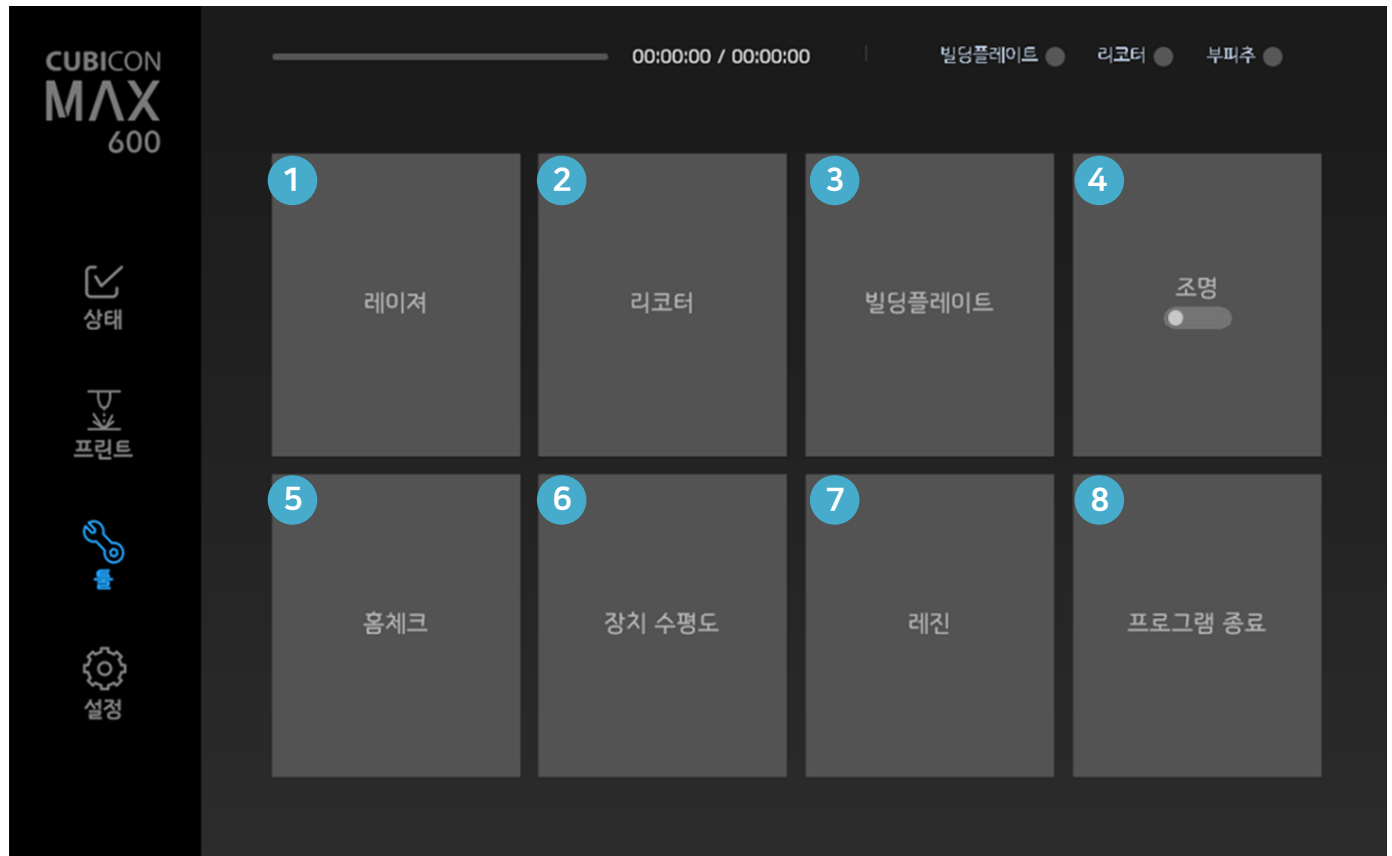 CUBICON
MAX
600
00:00:00 / 00:00:00
빌딩플레이트
리코터
부피추
상태
프린트
툴
설정
1
레이져
2
리코터
3
빌딩플레이트
4
조명
5
홈체크
6
장치 수평도
7
레진
8
프로그램 종료